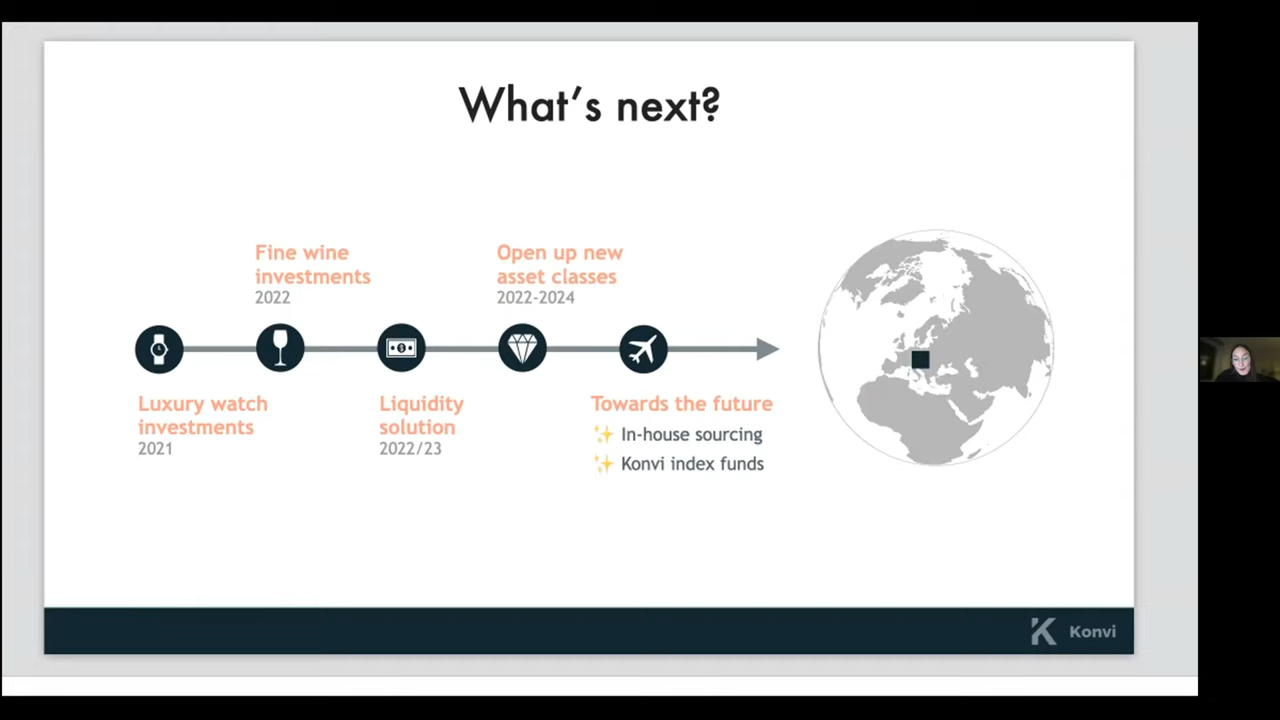 What's next?
Fine wine
investments
2022
Open up new
asset classes
2022-2024
Luxury watch
investments
2021
Liquidity
solution
2022/23
Towards the future
✨ In-house sourcing
✨ Konvi index funds
Konvi